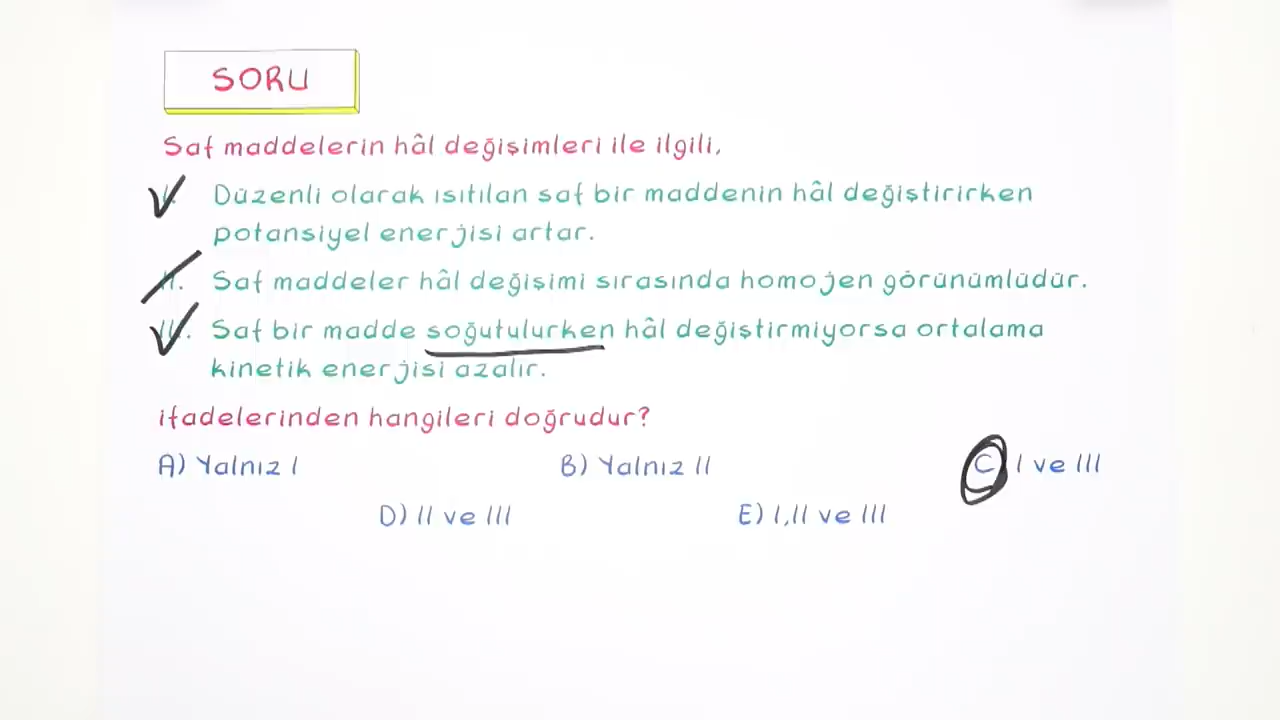 SORU
Saf maddelerin hâl değişimleri ile ilgili,
I. Düzenli olarak ısıtılan saf bir maddenin hâl değiştirirken
potansiyel enerjisi artar.
II. Saf maddeler hâl değişimi sırasında homojen görünümlüdür.
III. Saf bir madde soğutulurken hâl değiştirmiyorsa ortalama
kinetik enerjisi azalır.
ifadelerinden hangileri doğrudur?
A) Yalnız I B) Yalnız II C) I ve III
D) II ve III E) I,II ve III